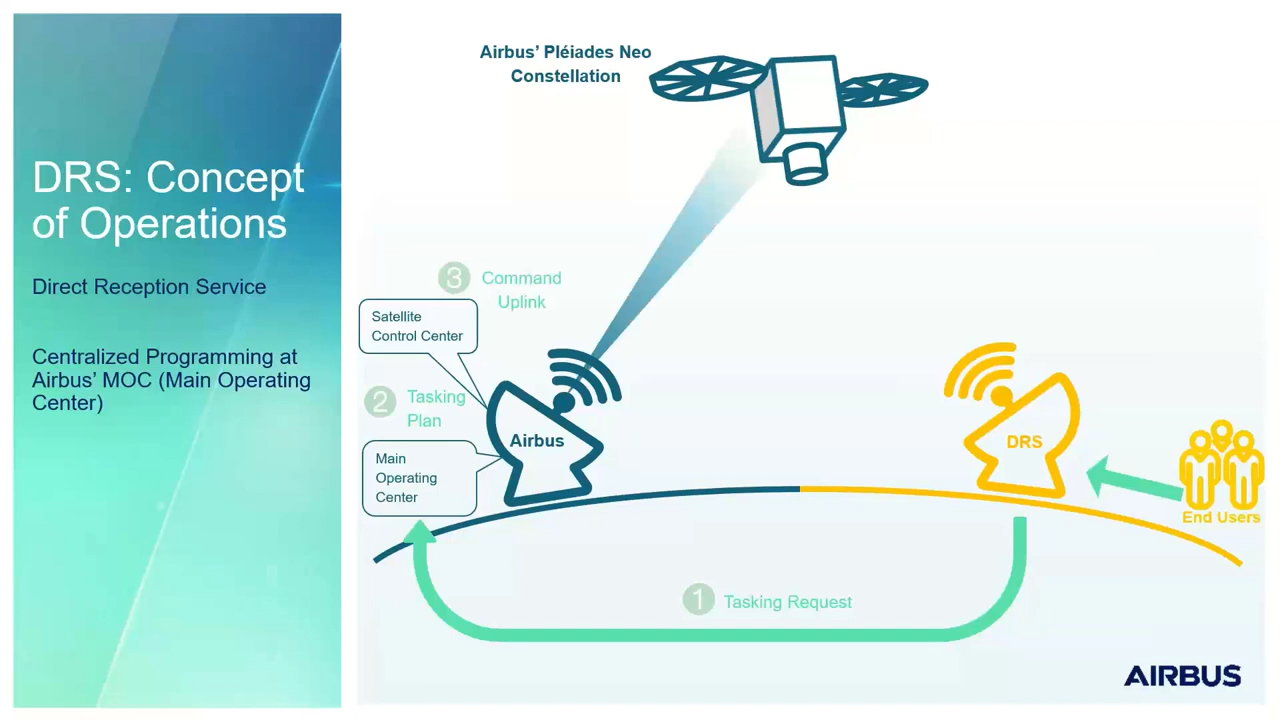 DRS: Concept
of Operations
Direct Reception Service
Centralized Programming at
Airbus’ MOC (Main Operating
Center)
Airbus’ Pléiades Neo
Constellation
3 Command
Uplink
Satellite
Control Center
2 Tasking
Plan
Main
Operating
Center
Airbus
DRS
End Users
1 Tasking Request
AIRBUS